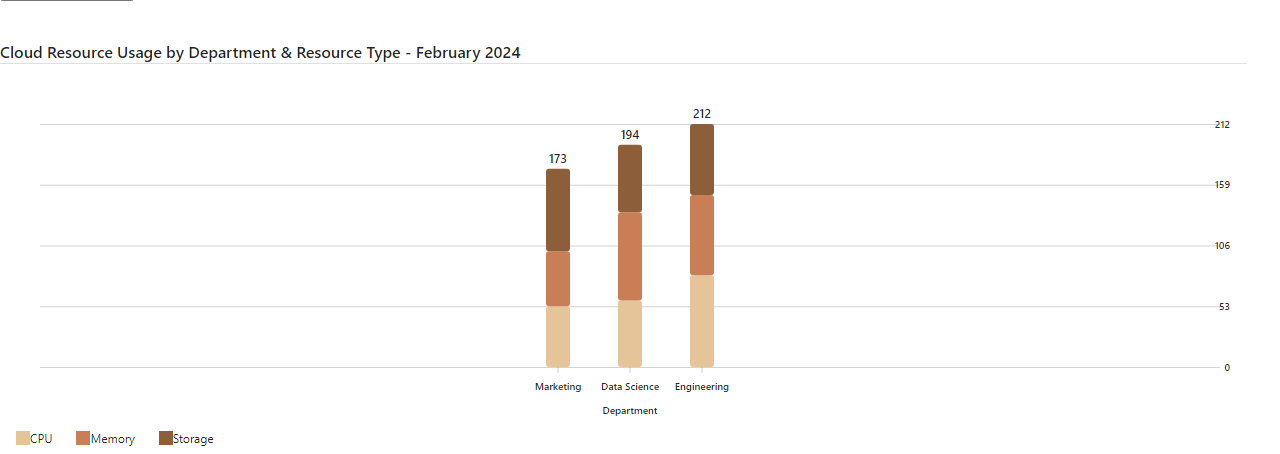 Cloud Resource Usage by Department & Resource Type - February 2024
212
212
194
173
159
106
53
0
Marketing Data Science Engineering
Department
CPU Memory Storage